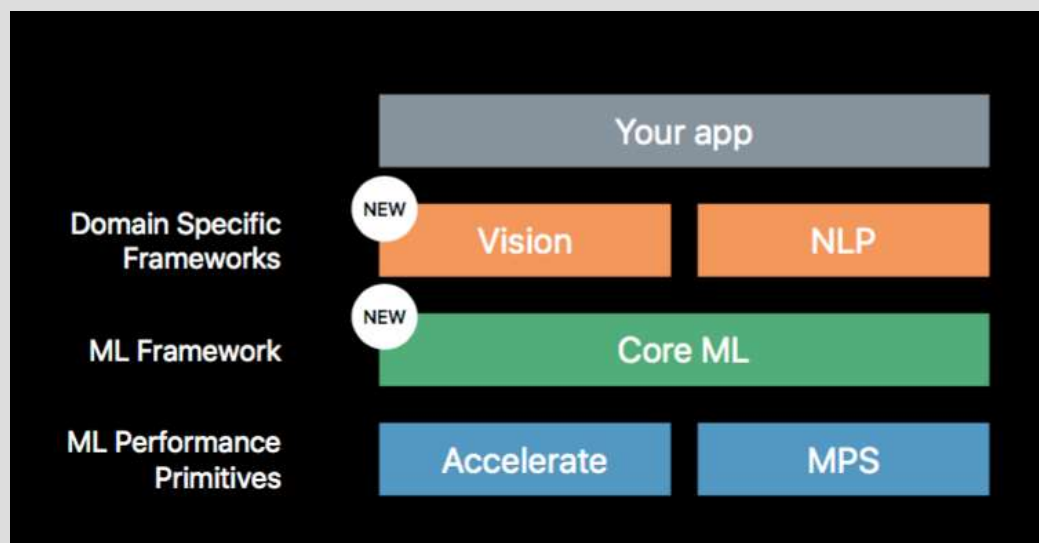 Your app
Domain Specific
Frameworks
NEW
Vision
NLP
ML Framework
NEW
Core ML
ML Performance
Primitives
Accelerate
MPS